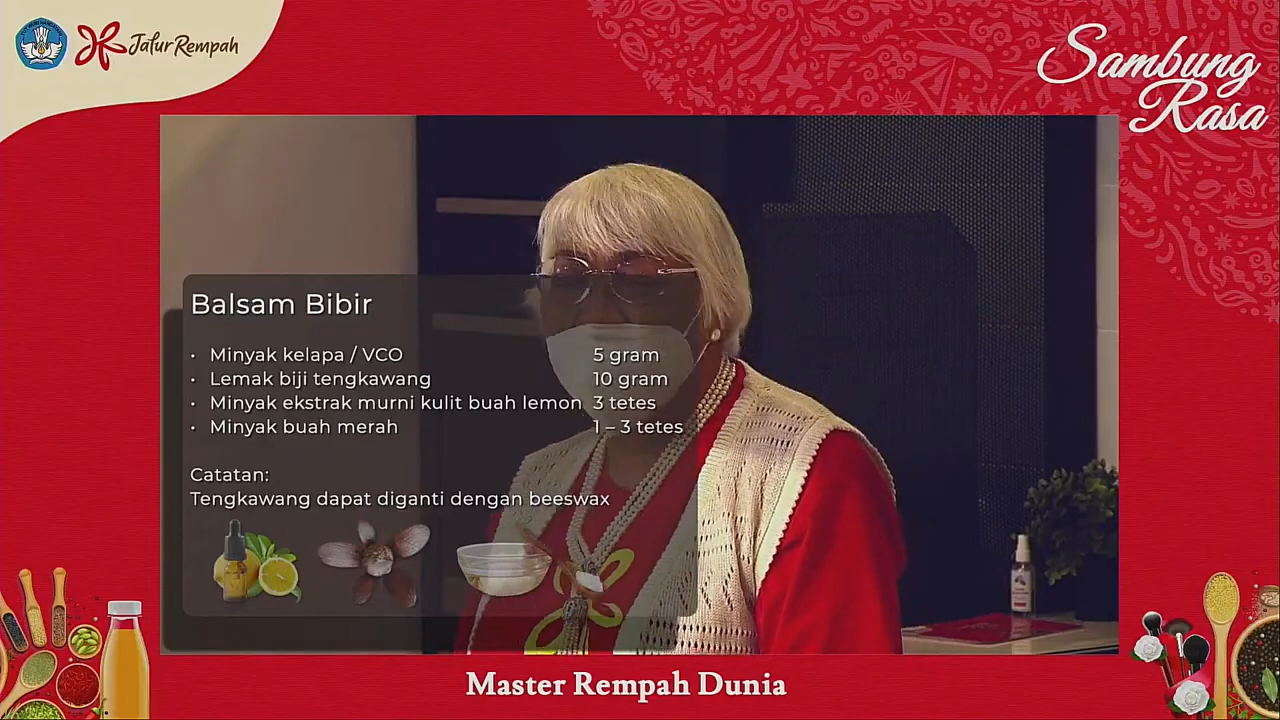 Jalur Rempah
Sambung
Rasa
Balsam Bibir
• Minyak kelapa / VCO 5 gram
• Lemak biji tengkawang 10 gram
• Minyak ekstrak murni kulit buah lemon 3 tetes
• Minyak buah merah 1 – 3 tetes
Catatan:
Tengkawang dapat diganti dengan beeswax
Master Rempah Dunia